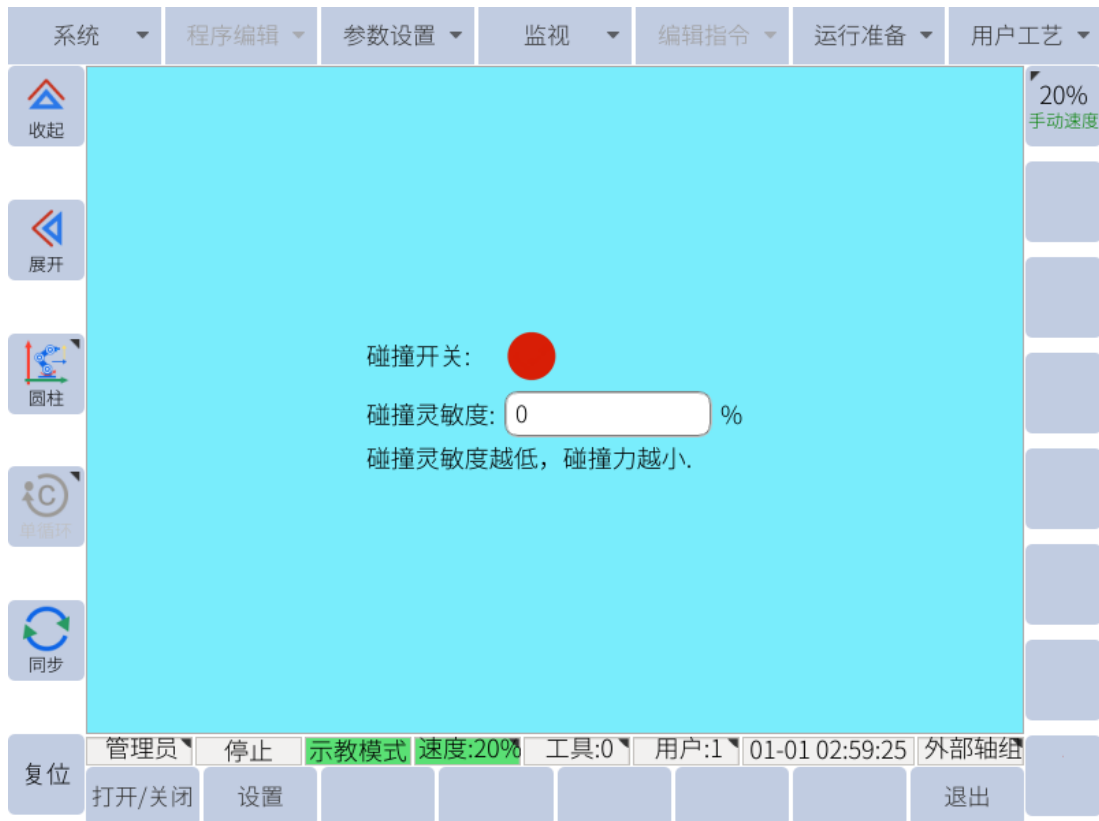 系统 程序编辑 参数设置 监视 编辑指令 运行准备 用户工艺
收起
20%
手动速度
展开
圆柱
碰撞开关:
碰撞灵敏度: 0 %
碰撞灵敏度越低，碰撞力越小.
C
单循环
同步
复位
管理员 停止 示教模式 速度:20% 工具:0 用户:1 01-01 02:59:25 外部轴组
打开/关闭 设置 退出